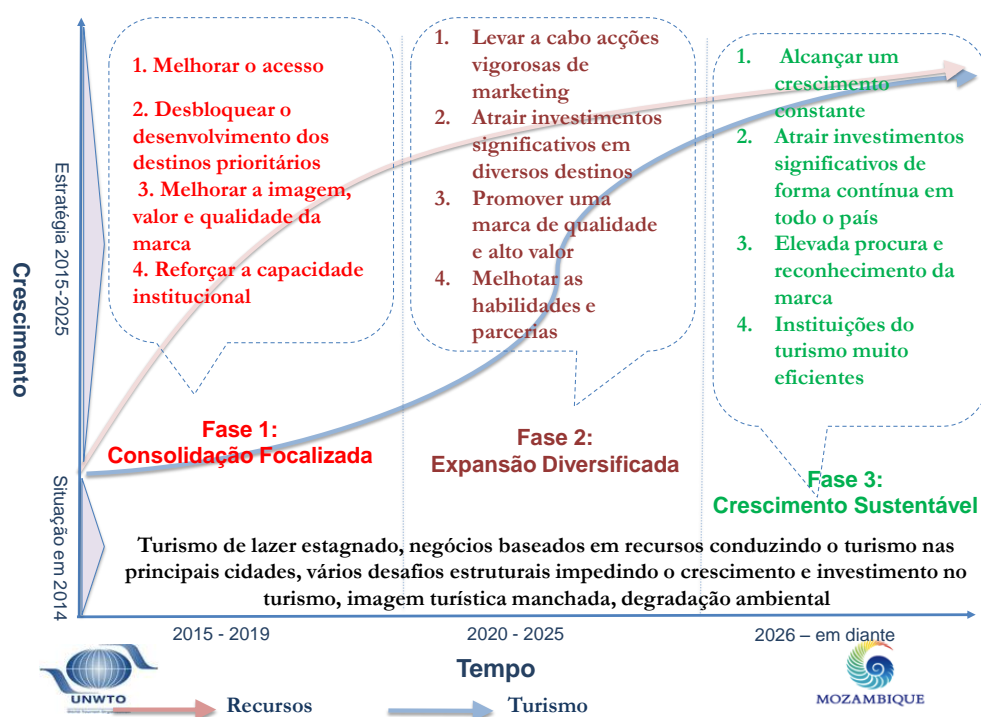 1. Melhorar o acesso
2. Desbloquear o
desenvolvimento dos
destinos prioritários
3. Melhorar a imagem,
valor e qualidade da
marca
4. Reforçar a capacidade
institucional
1. Levar a cabo acções
vigorosas de
marketing
2. Atrair investimentos
significativos em
diversos destinos
3. Promover uma
marca de qualidade
e alto valor
4. Melhotar as
habilidades e
parcerias
1. Alcançar um
crescimento
constante
2. Atrair investimentos
significativos de
forma contínua em
todo o país
3. Elevada procura e
reconhecimento da
marca
4. Instituições do
turismo muito
eficientes
Crescimento
Estratégia 2015-2025
Situação em 2014
Fase 1:
Consolidação Focalizada
Fase 2:
Expansão Diversificada
Fase 3:
Crescimento Sustentável
Turismo de lazer estagnado, negócios baseados em recursos conduzindo o turismo nas
principais cidades, vários desafios estruturais impedindo o crescimento e investimento no
turismo, imagem turística manchada, degradação ambiental
2015 - 2019
2020 - 2025
2026 – em diante
Tempo
UNWTO
MOZAMBIQUE
Recursos
Turismo